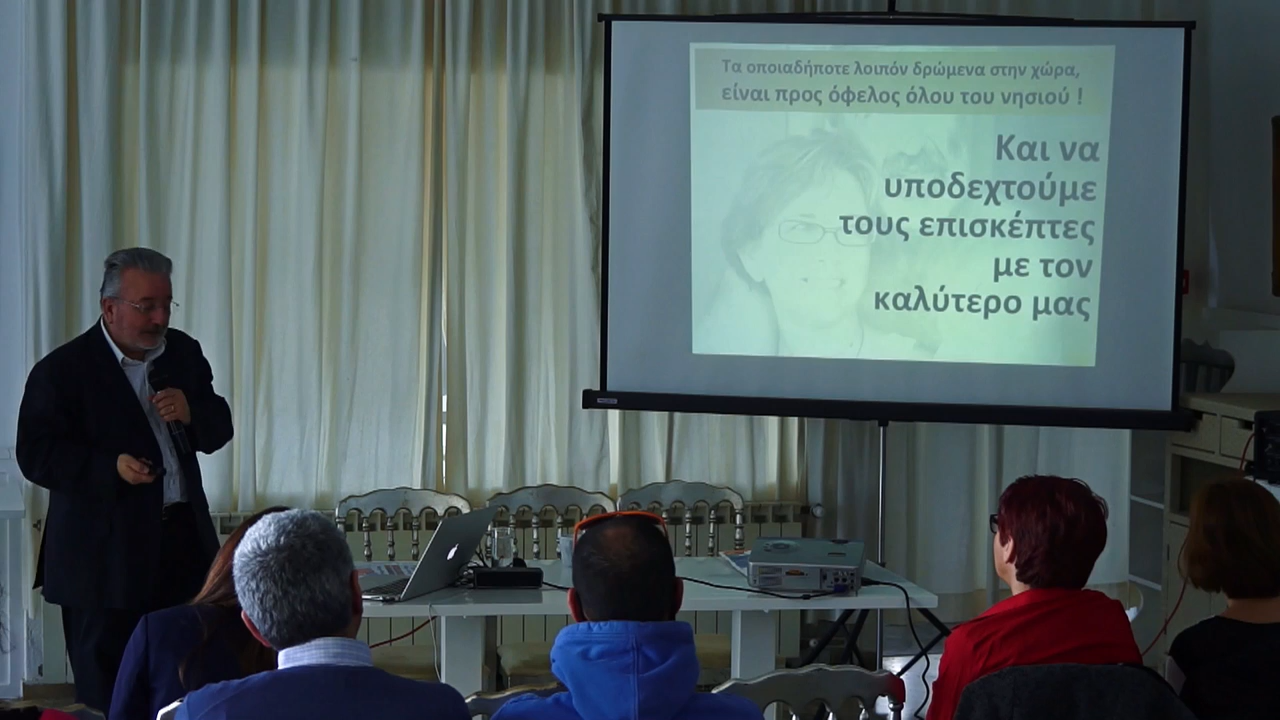 Τα οποιαδήποτε λοιπόν δρώμενα στην χώρα,
είναι προς όφελος όλου του νησιού !
Και να
υποδεχτούμε
τους επισκέπτες
με τον
καλύτερο μας